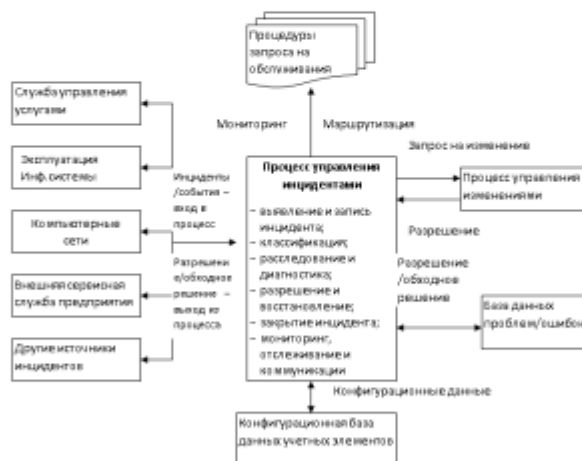 Процедуры
запроса на
обслуживания
Служба управления
услугами
Мониторинг
Маршрутизация
Запрос на изменение
Эксплуатация
Инф. системы
Инциденты
/события –
вход в
процесс
Процесс управления
инцидентами
Процесс управления
изменениями
– выявление и запись
инцидента;
– классификация;
– расследование и
диагностика;
– разрешение и
восстановление;
– закрытие инцидента;
– мониторинг,
отслеживание и
коммуникации
Компьютерные
сети
Разрешение
Разрешени
е/обходное
решение –
выход из
процесса
Разрешение
/обходное
решение
Внешняя сервисная
служба предприятия
База данных
проблем/ошибок
Другие источники
инцидентов
Конфигурационные данные
Конфигурационная база
данных учетных элементов